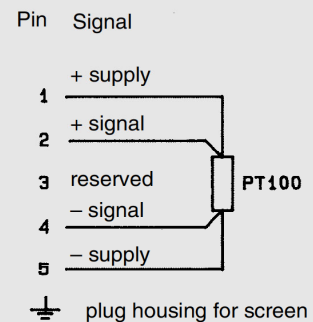 Pin Signal
1 + supply
2 + signal
3 reserved PT100
4 – signal
5 – supply
plug housing for screen